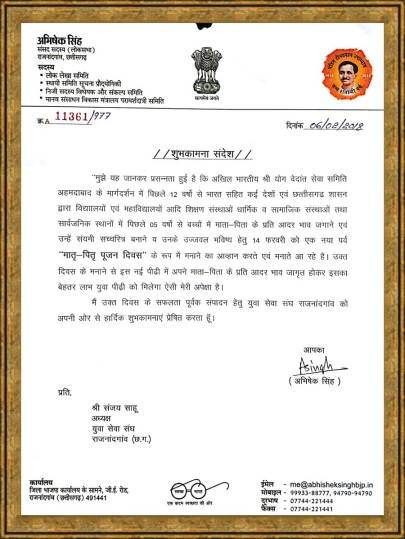 अभिषेक सिंह
संसद सदस्य (लोकसभा)
राजनांदगांव, छत्तीसगढ़
सदस्य
• लोक लेखा समिति
• स्थायी समिति सूचना प्रौद्योगिकी
• निजी सदस्य विधेयक और संकल्प समिति
• मानव संसाधन विकास मंत्रालय परामर्शदात्री समिति
सत्यमेव जयते
क्र. A 11361/977
दिनांक 06/02/2018
//शुभकामना संदेश//
"मुझे यह जानकर प्रसन्नता हुई है कि अखिल भारतीय श्री योग वेदांत सेवा समिति
अहमदाबाद के मार्गदर्शन में पिछले 12 वर्षों से भारत सहित कई देशों एवं छत्तीसगढ़ शासन
द्वारा विद्यालयों एवं महाविद्यालयों आदि शिक्षण संस्थाओं धार्मिक व सामाजिक संस्थाओं तथा
सार्वजनिक स्थानों में पिछले 05 वर्षों से बच्चों में माता-पिता के प्रति आदर भाव जगाने एवं
उन्हें संयमी सच्चरित्र बनाने व उनके उज्जवल भविष्य हेतु 14 फरवरी को एक नया पर्व
"मातृ-पितृ पूजन दिवस" के रूप में मनाने का आव्हान करते एवं मनाते आ रहे है। उक्त
दिवस के मनाने से इस नई पीढ़ी में अपने माता-पिता के प्रति आदर भाव जागृत होकर इसका
बेहतर लाभ युवा पीढ़ी को मिलेगा ऐसी मेरी अपेक्षा है।
मैं उक्त दिवस के सफलता पूर्वक संपादन हेतु युवा सेवा संघ राजनांदगांव को
अपनी ओर से हार्दिक शुभकामनाएं प्रेषित करता हूँ।
आपका
Asingh
( अभिषेक सिंह )
प्रति,
श्री संजय साहू
अध्यक्ष
युवा सेवा संघ
राजनांदगांव (छ.ग.)
कार्यालय
जिला भाजपा कार्यालय के सामने, जी.ई. रोड,
राजनांदगांव (छत्तीसगढ़) 491441
स्वच्छ भारत
एक कदम स्वच्छता की ओर
ईमेल - me@abhisheksinghbjp.in
मोबाइल - 99933-88777, 94790-94790
दूरभाष - 07744-221444
फैक्स - 07744-221441